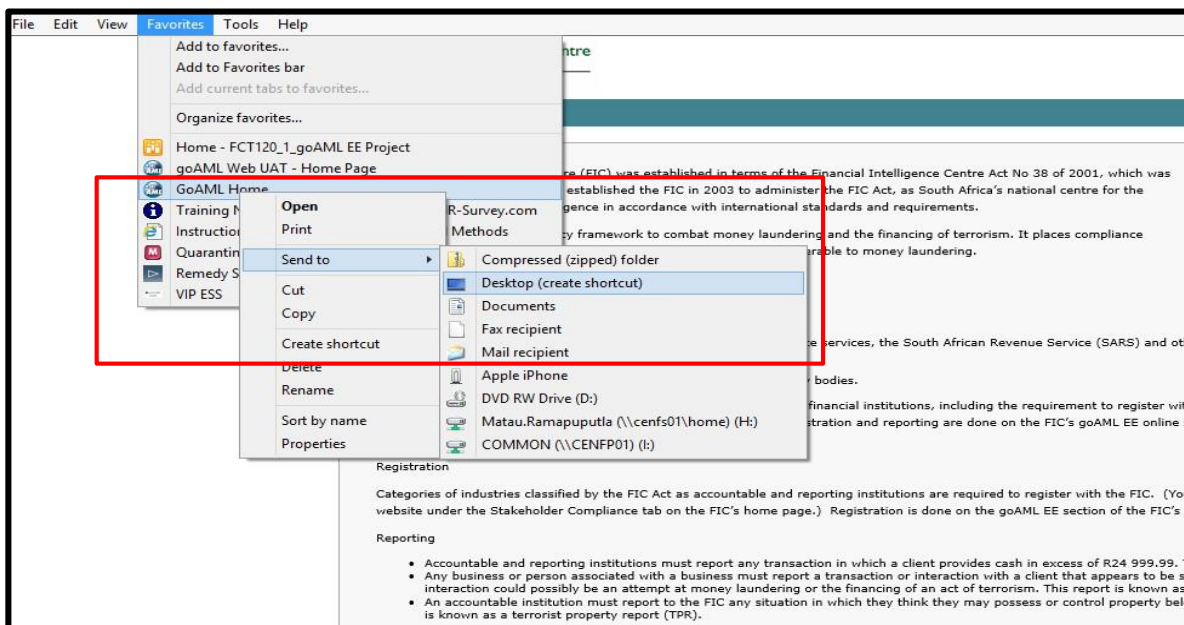 File Edit View Favorites Tools Help
Add to favorites...
Add to Favorites bar
Add current tabs to favorites...
Organize favorites...
Home - FCT120_1_goAML EE Project
goAML Web UAT - Home Page
GoAML Home
Training
Instruction
Quarantin
Remedy S
VIP ESS
R-Survey.com
Methods
Open
Print
Send to
Cut
Copy
Create shortcut
Delete
Rename
Sort by name
Properties
Compressed (zipped) folder
Desktop (create shortcut)
Documents
Fax recipient
Mail recipient
Apple iPhone
DVD RW Drive (D:)
Matau.Ramapuputla (\\cenfs01\home) (H:)
COMMON (\\CENFP01) (I:)
ntre
re (FIC) was established in terms of the Financial Intelligence Centre Act No 38 of 2001, which was
established the FIC in 2003 to administer the FIC Act, as South Africa's national centre for the
gence in accordance with international standards and requirements.
ry framework to combat money laundering and the financing of terrorism. It places compliance
erable to money laundering.
services, the South African Revenue Service (SARS) and ot
bodies.
financial institutions, including the requirement to register wit
stration and reporting are done on the FIC's goAML EE online
Registration
Categories of industries classified by the FIC Act as accountable and reporting institutions are required to register with the FIC. (Yo
website under the Stakeholder Compliance tab on the FIC's home page.) Registration is done on the goAML EE section of the FIC's
Reporting
• Accountable and reporting institutions must report any transaction in which a client provides cash in excess of R24 999.99.
• Any business or person associated with a business must report a transaction or interaction with a client that appears to be s
interaction could possibly be an attempt at money laundering or the financing of an act of terrorism. This report is known as
• An accountable institution must report to the FIC any situation in which they think they may possess or control property bel
is known as a terrorist property report (TPR).